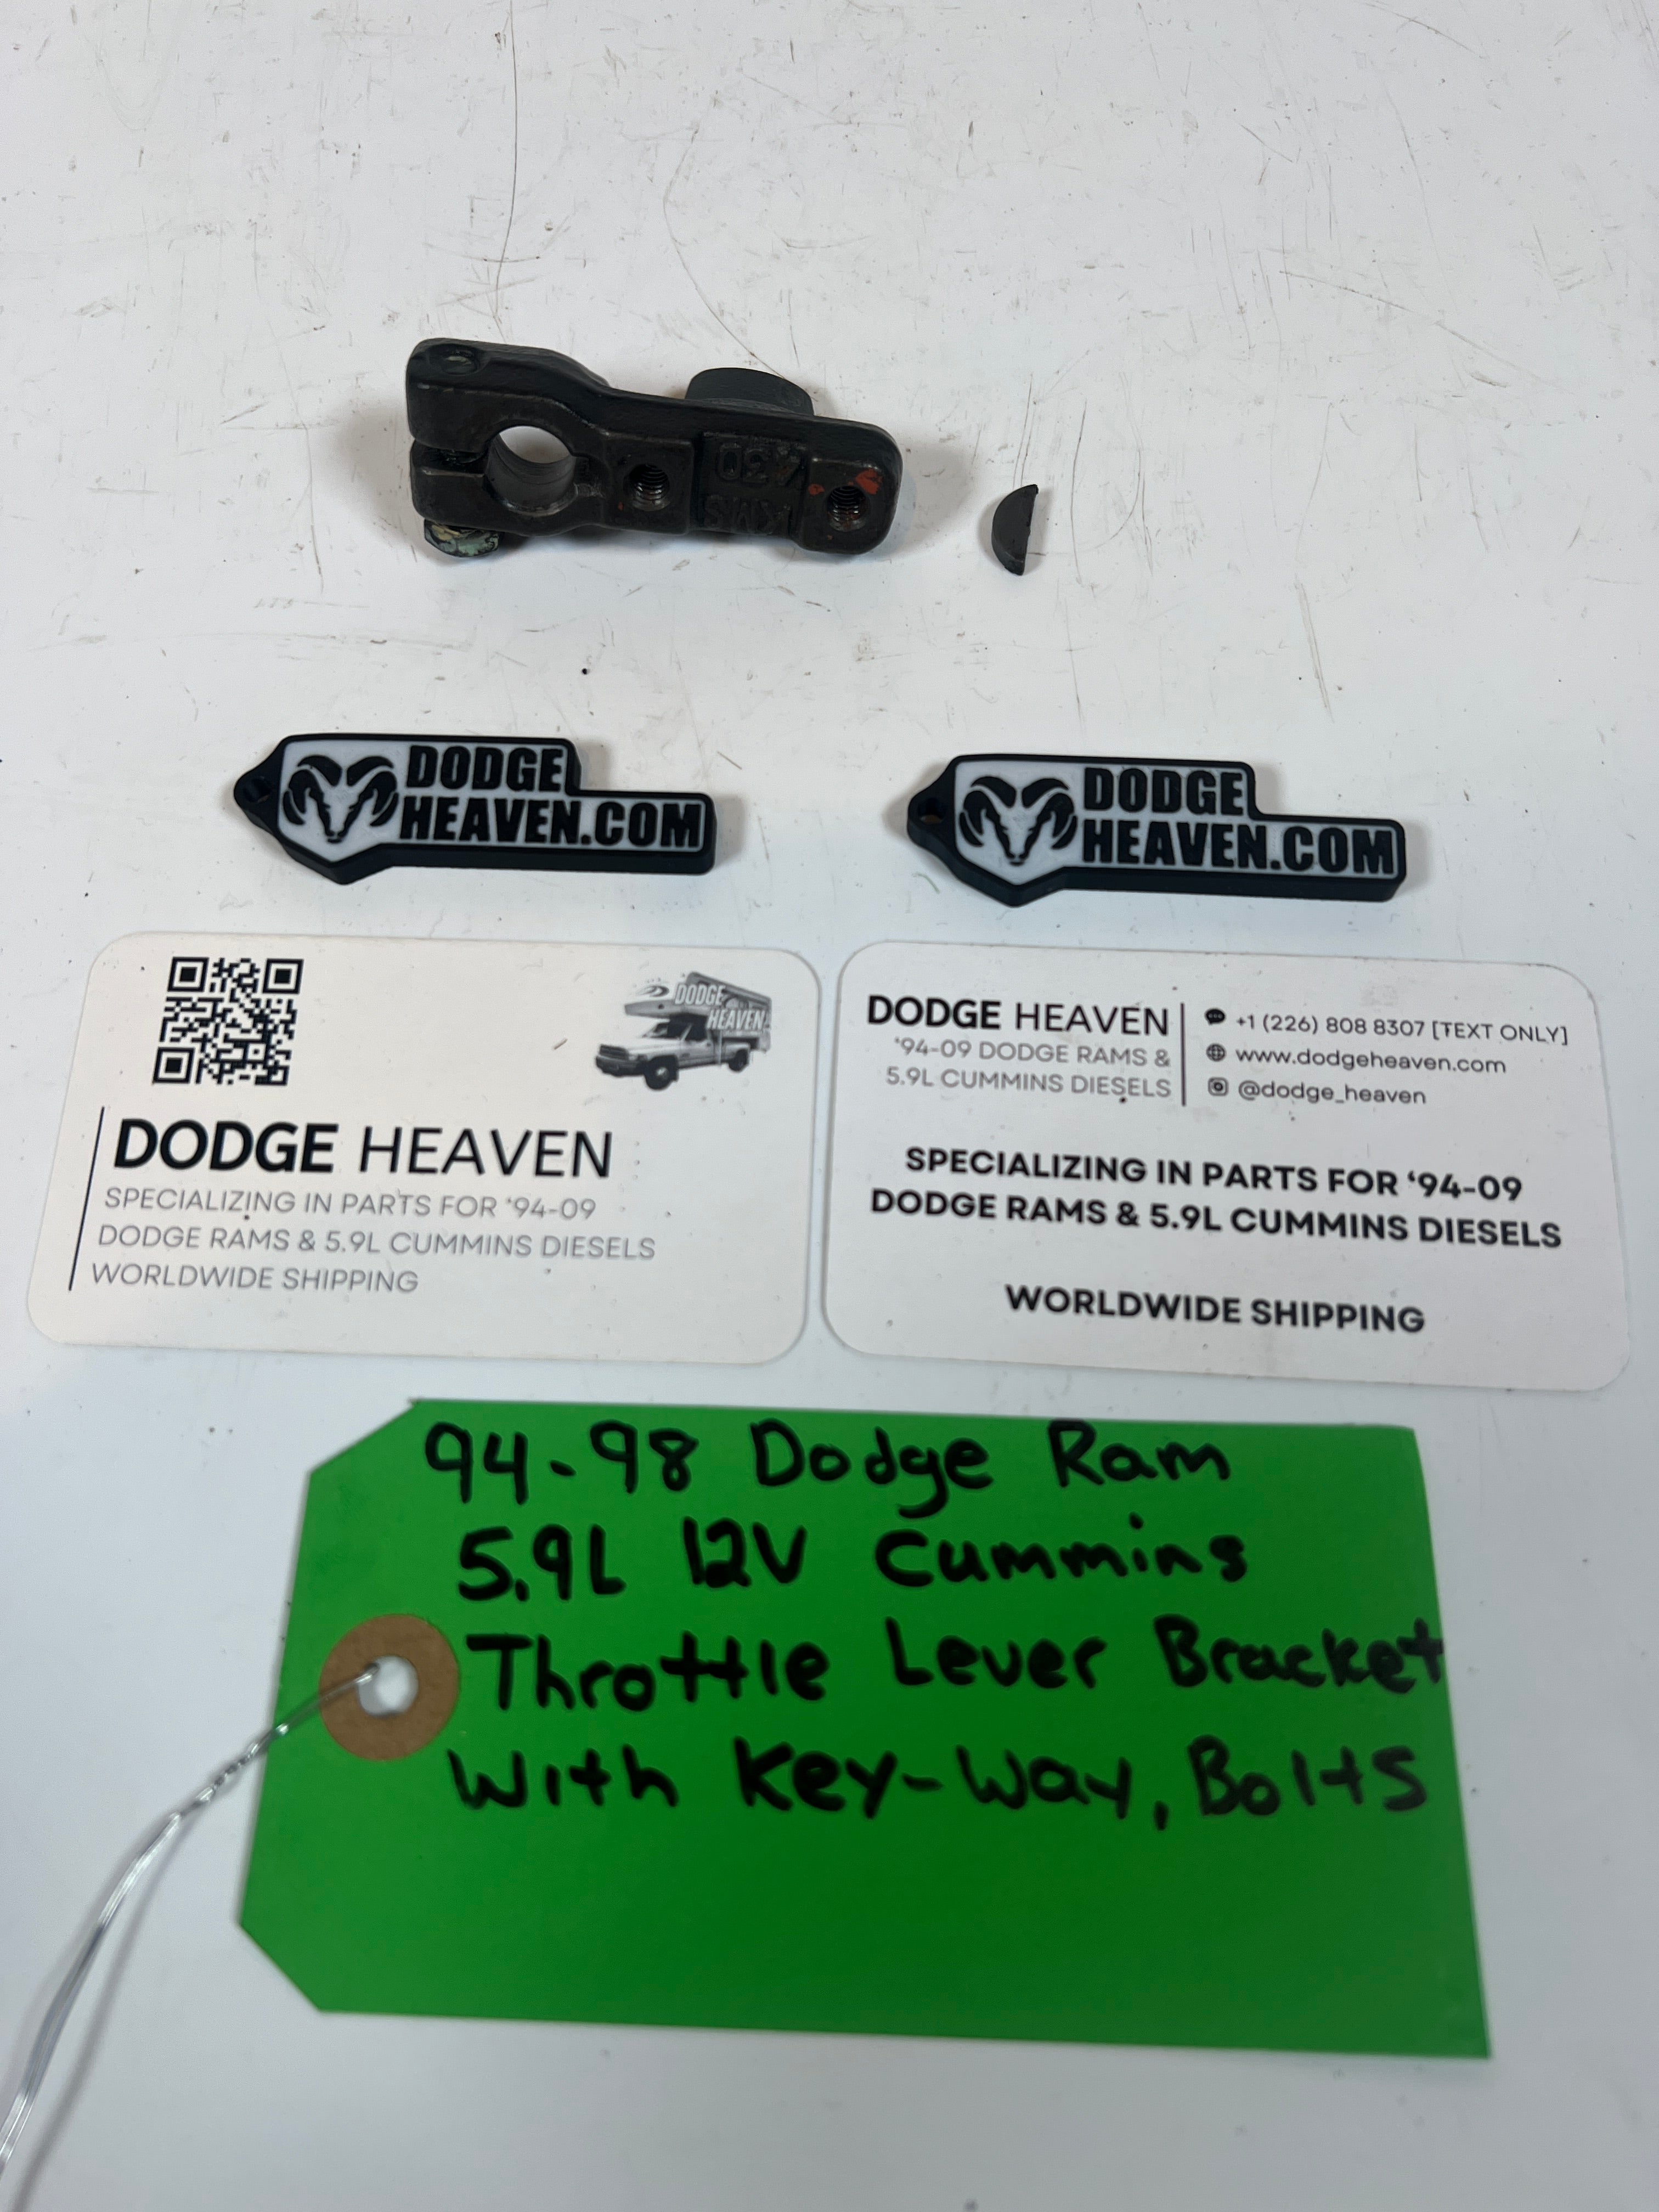 430
KMS
DODGE
HEAVEN.COM
DODGE
HEAVEN.COM
DODGE
HEAVEN
DODGE HEAVEN
SPECIALIZING IN PARTS FOR '94-09
DODGE RAMS & 5.9L CUMMINS DIESELS
WORLDWIDE SHIPPING
DODGE HEAVEN
'94-09 DODGE RAMS &
5.9L CUMMINS DIESELS
+1 (226) 808 8307 [TEXT ONLY]
www.dodgeheaven.com
@dodge_heaven
SPECIALIZING IN PARTS FOR '94-09
DODGE RAMS & 5.9L CUMMINS DIESELS
WORLDWIDE SHIPPING
94-98 Dodge Ram
5.9L 12V Cummins
Throttle Lever Bracket
With Key-Way, Bolts